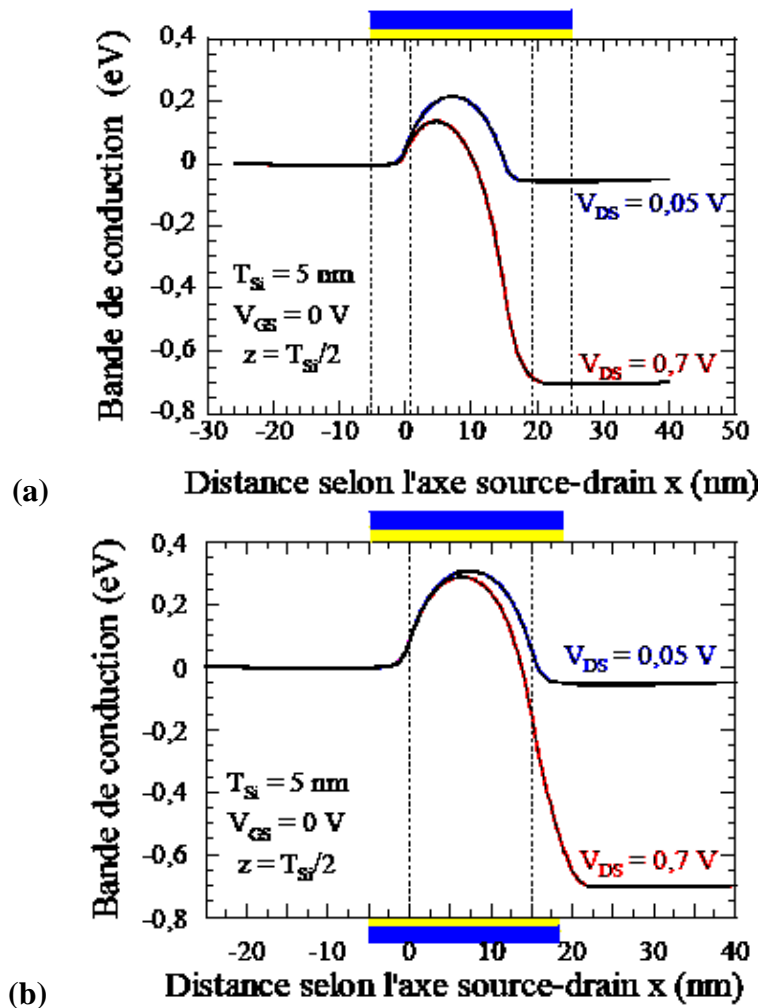 0,4
0,2
0
-0,2
-0,4
-0,6
-0,8
Bande de conduction (eV)
V_DS = 0,05 V
T_Si = 5 nm
V_GS = 0 V
z = T_Si/2
V_DS = 0,7 V
-30 -20 -10 0 10 20 30 40 50
(a)
Distance selon l'axe source-drain x (nm)
0,4
0,2
0
-0,2
-0,4
-0,6
-0,8
Bande de conduction (eV)
V_DS = 0,05 V
T_Si = 5 nm
V_GS = 0 V
z = T_Si/2
V_DS = 0,7 V
-20 -10 0 10 20 30 40
(b)
Distance selon l'axe source-drain x (nm)